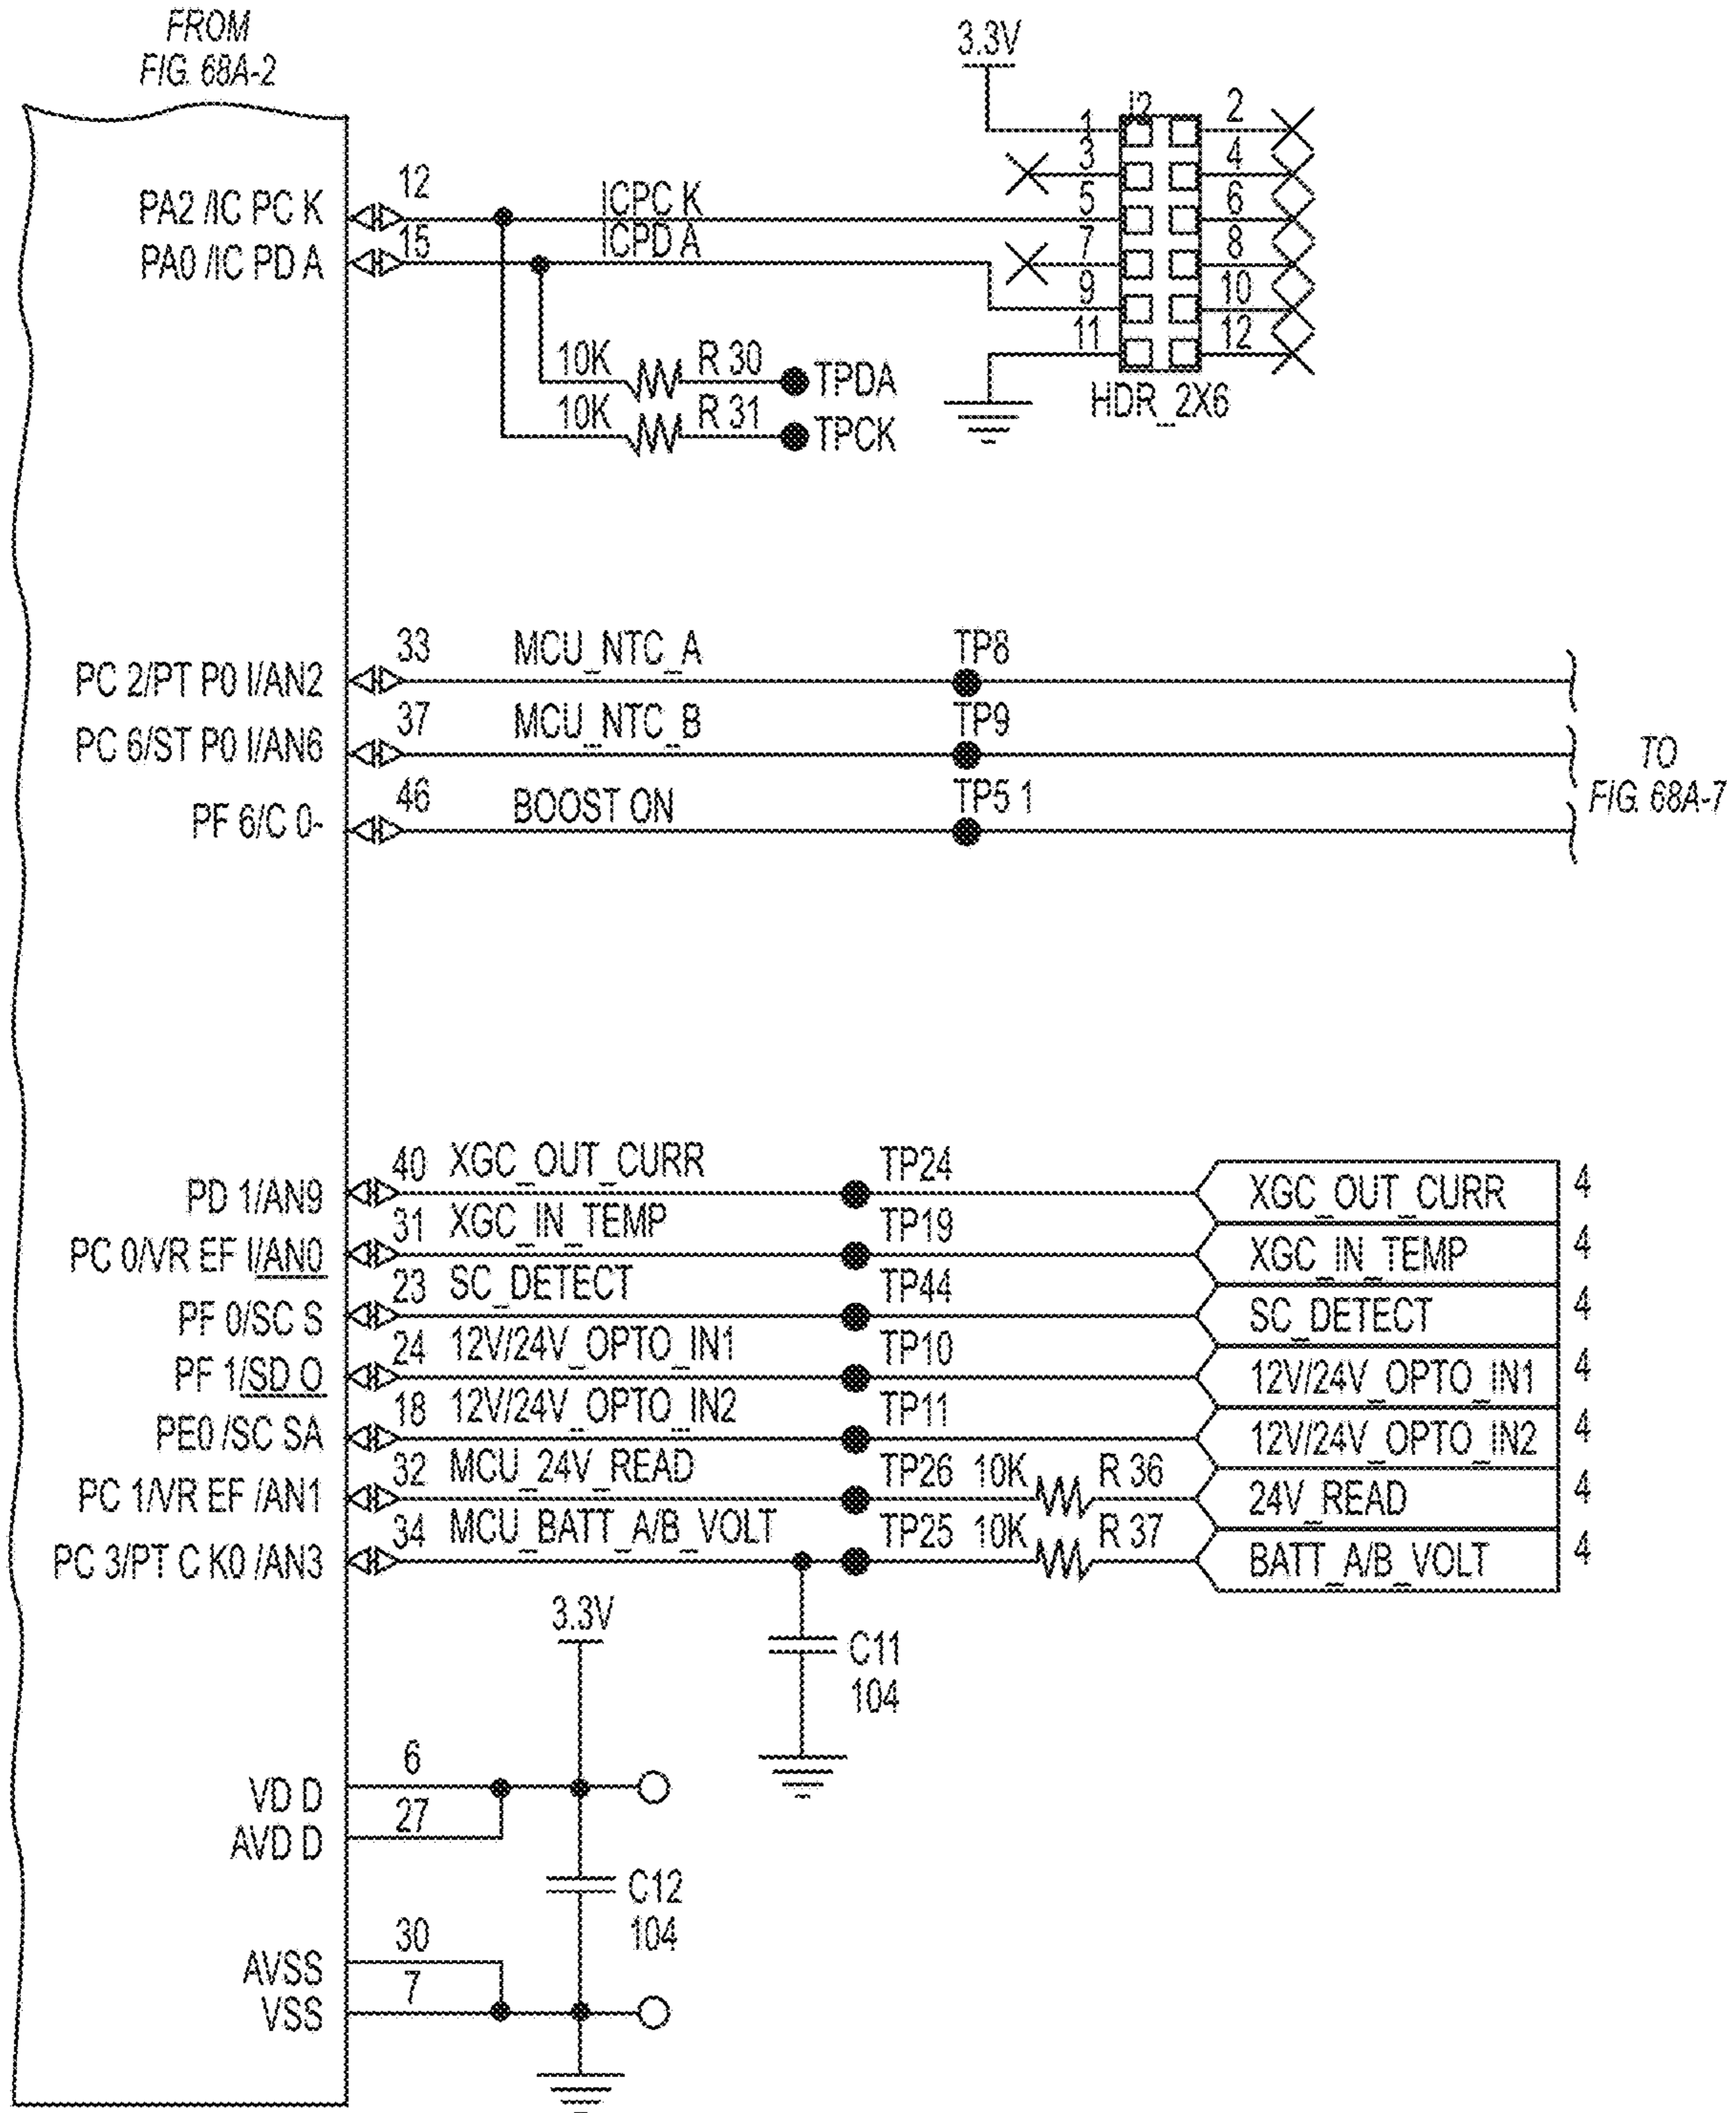 FROM
FIG. 68A-2
3.3V
J2
1
2
3
4
5
6
7
8
9
10
11
12
HDR_2X6
PA2 /IC PC K
12
ICPC K
PA0 /IC PD A
15
ICPD A
10K
R 30
TPDA
10K
R 31
TPCK
PC 2/PT P0 I/AN2
33
MCU_NTC_A
TP8
PC 6/ST P0 I/AN6
37
MCU_NTC_B
TP9
PF 6/C 0-
46
BOOST ON
TP5 1
TO
FIG. 68A-7
PD 1/AN9
40
XGC_OUT_CURR
TP24
XGC_OUT_CURR
4
PC 0/VR EF I/AN0
31
XGC_IN_TEMP
TP19
XGC_IN_TEMP
4
PF 0/SC S
23
SC_DETECT
TP44
SC_DETECT
4
PF 1/SD O
24
12V/24V_OPTO_IN1
TP10
12V/24V_OPTO_IN1
4
PE0 /SC SA
18
12V/24V_OPTO_IN2
TP11
12V/24V_OPTO_IN2
4
PC 1/VR EF /AN1
32
MCU_24V_READ
TP26
10K
R 36
24V_READ
4
PC 3/PT C K0 /AN3
34
MCU_BATT_A/B_VOLT
TP25
10K
R 37
BATT_A/B_VOLT
4
3.3V
C11
104
VD D
6
AVD D
27
C12
104
AVSS
30
VSS
7